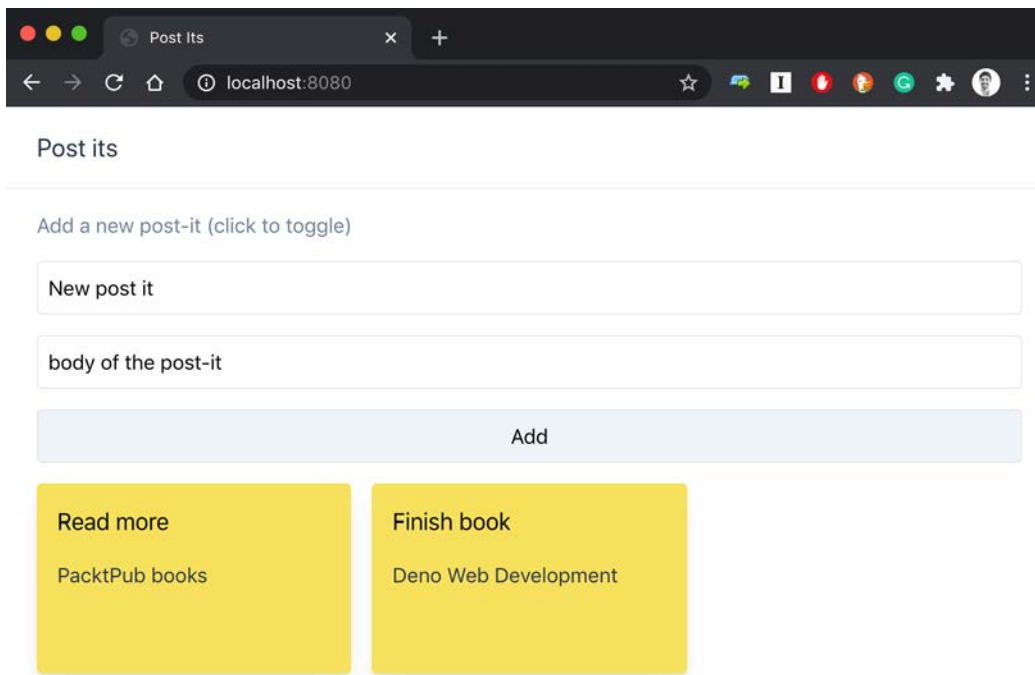 Post Its
localhost:8080
I
G
Post its
Add a new post-it (click to toggle)
New post it
body of the post-it
Add
Read more
PacktPub books
Finish book
Deno Web Development